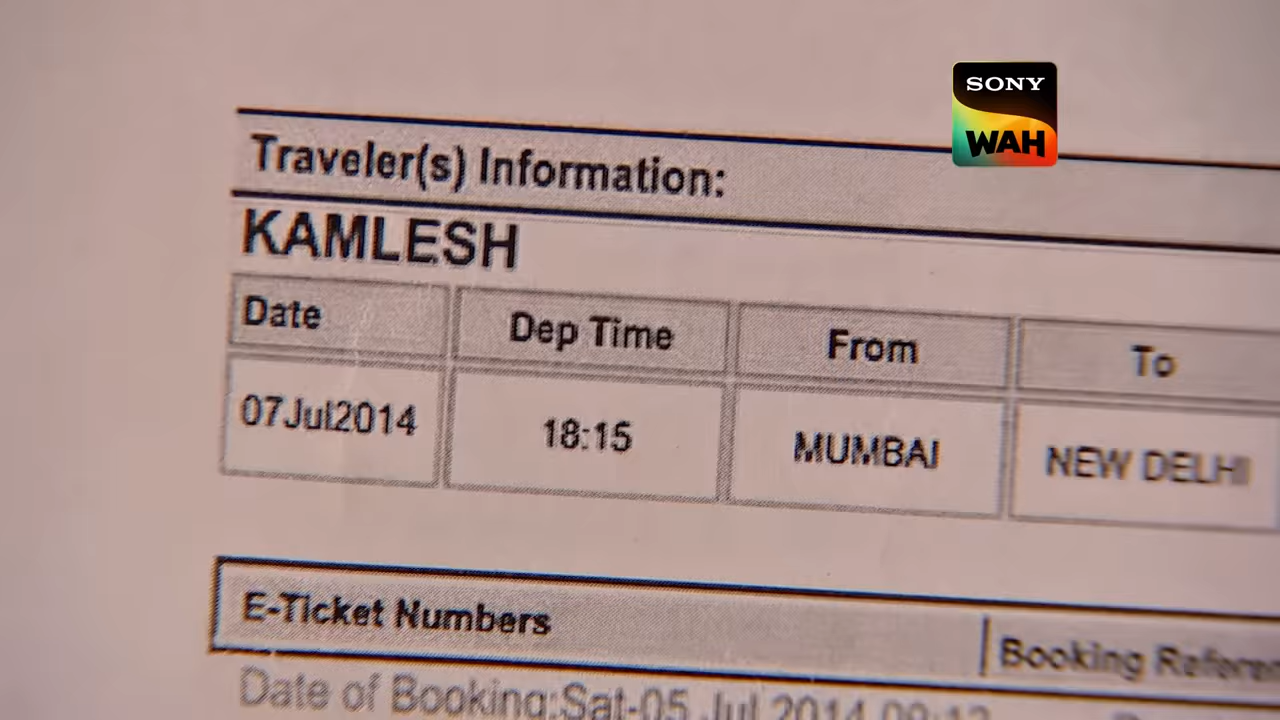 SONY
WAH
Traveler(s) Information:
KAMLESH
Date Dep Time From To
07Jul2014 18:15 MUMBAI NEW DELHI
E-Ticket Numbers Booking
Date of Booking:Sat-05 Jul 2014